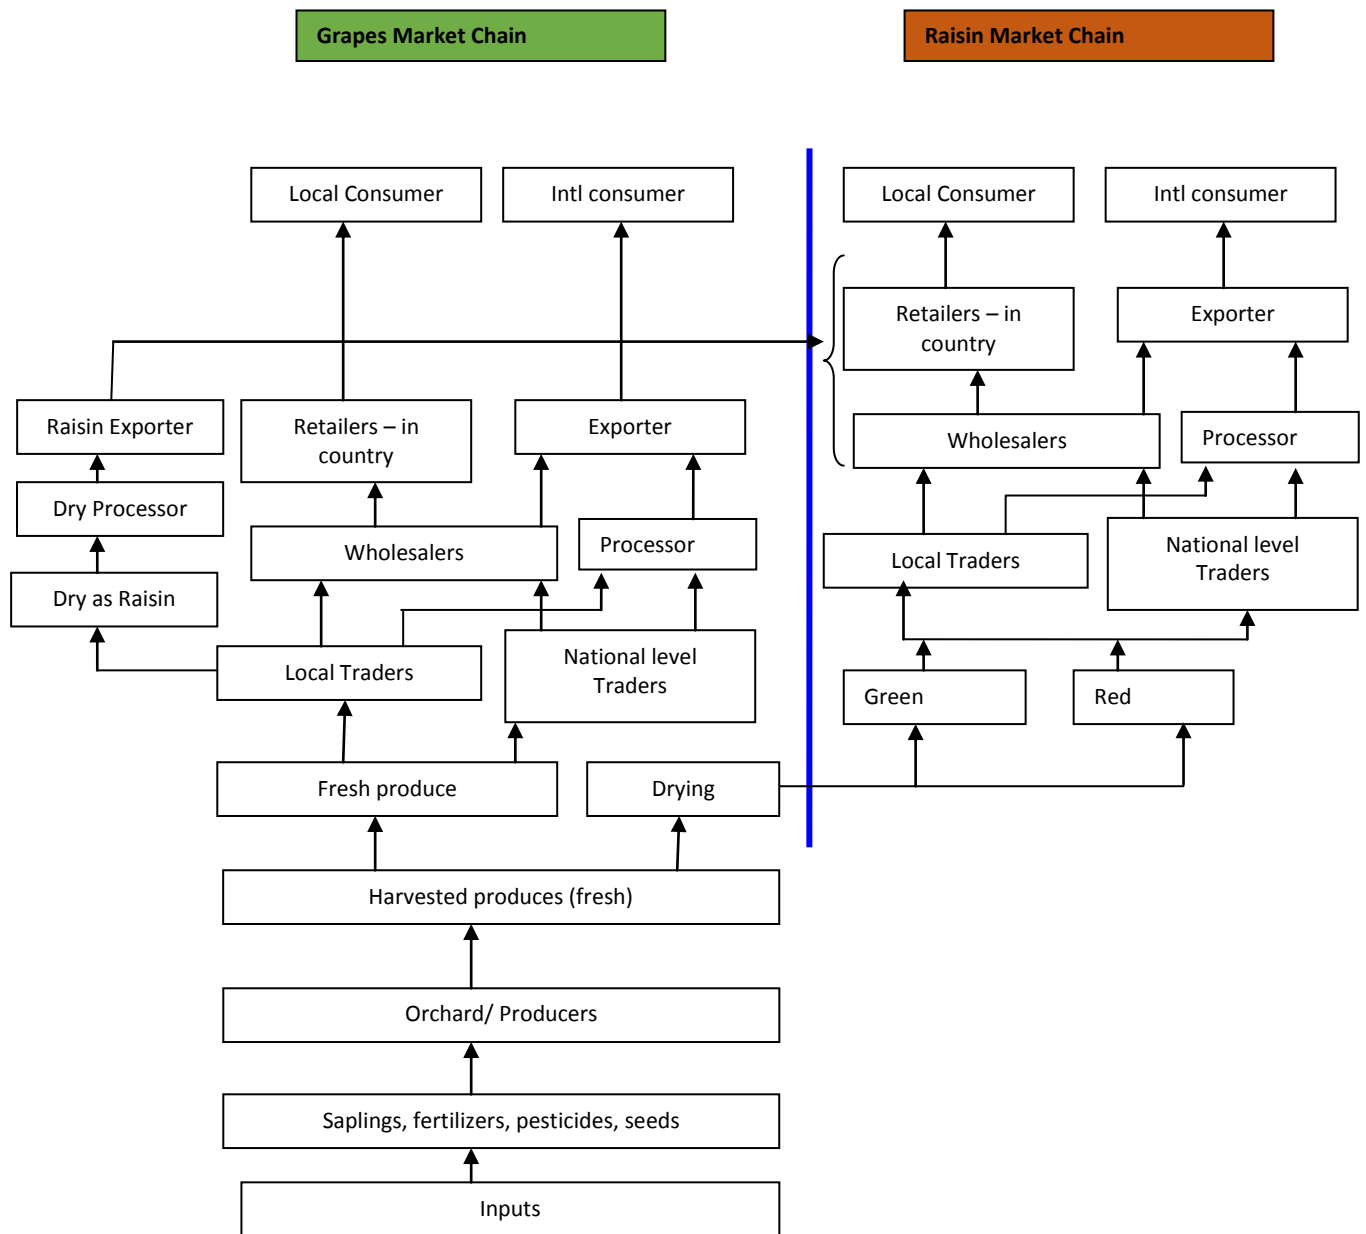 Grapes Market Chain
Raisin Market Chain
Local Consumer
Intl consumer
Local Consumer
Intl consumer
Retailers – in
country
Exporter
Raisin Exporter
Retailers – in
country
Exporter
Wholesalers
Processor
Dry Processor
Wholesalers
Processor
Local Traders
National level
Traders
Dry as Raisin
Local Traders
National level
Traders
Green
Red
Fresh produce
Drying
Harvested produces (fresh)
Orchard/ Producers
Saplings, fertilizers, pesticides, seeds
Inputs